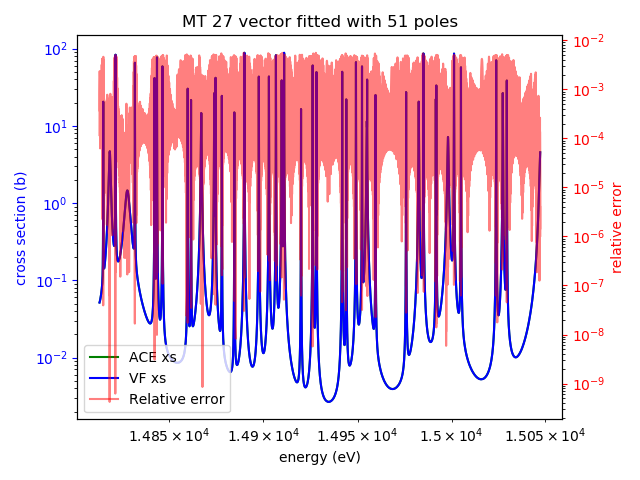 MT 27 vector fitted with 51 poles
10²
10¹
10⁰
10⁻¹
10⁻²
cross section (b)
10⁻²
10⁻³
10⁻⁴
10⁻⁵
10⁻⁶
10⁻⁷
10⁻⁸
10⁻⁹
relative error
ACE xs
VF xs
Relative error
1.485 × 10⁴ 1.49 × 10⁴ 1.495 × 10⁴ 1.5 × 10⁴ 1.505 × 10⁴
energy (eV)